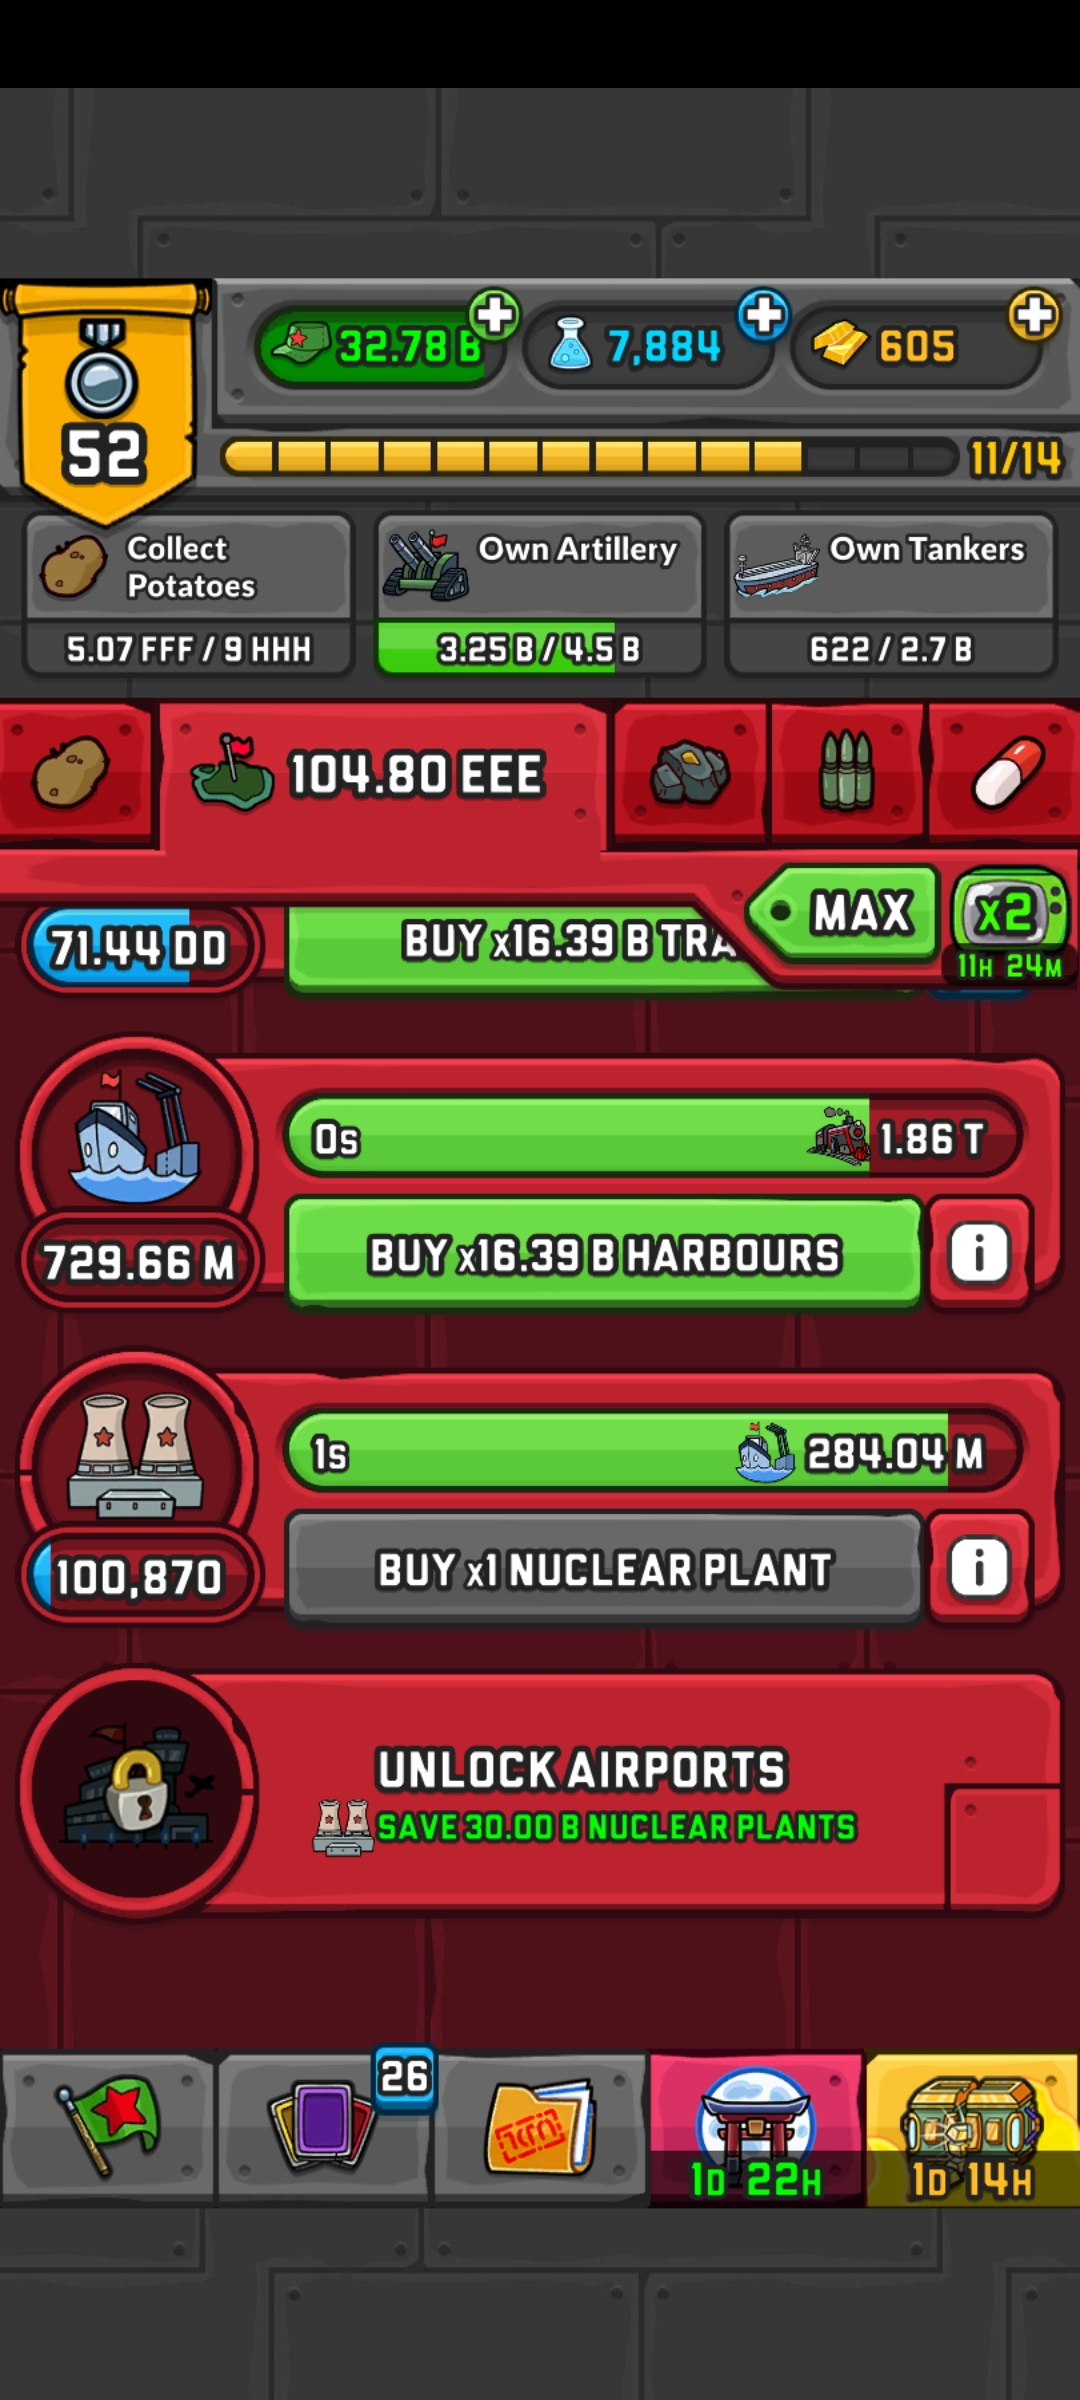 32.78 B
7,884
605
52
11/14
Collect
Potatoes
5.07 FFF / 9 HHH
Own Artillery
3.25 B / 4.5 B
Own Tankers
622 / 2.7 B
104.80 EEE
71.44 DD
BUY x16.39 B TRA
MAX
x2
11H 24M
0s
1.86 T
729.66 M
BUY x16.39 B HARBOURS
i
1s
284.04 M
100,870
BUY x1 NUCLEAR PLANT
i
UNLOCK AIRPORTS
SAVE 30.00 B NUCLEAR PLANTS
26
1D 22H
1D 14H